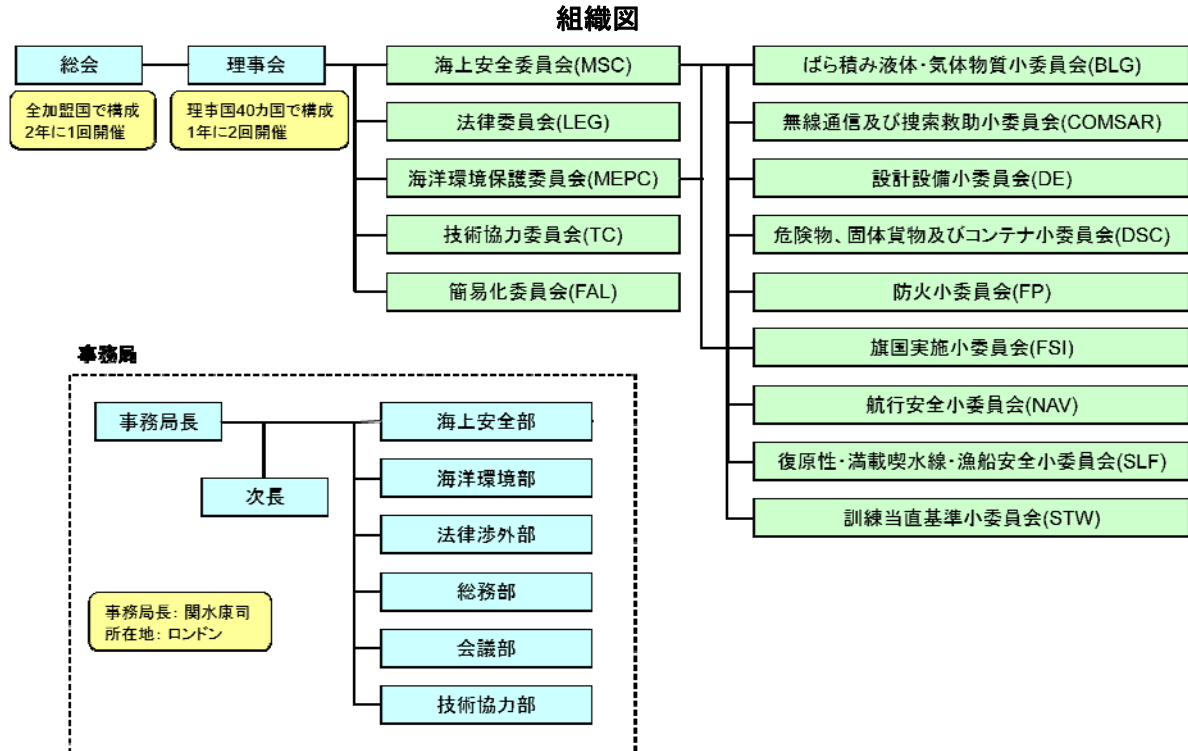 組織図
総会
理事会
全加盟国で構成
2年に1回開催
理事国40カ国で構成
1年に2回開催
海上安全委員会(MSC)
法律委員会(LEG)
海洋環境保護委員会(MEPC)
技術協力委員会(TC)
簡易化委員会(FAL)
ばら積み液体・気体物質小委員会(BLG)
無線通信及び捜索救助小委員会(COMSAR)
設計設備小委員会(DE)
危険物、固体貨物及びコンテナ小委員会(DSC)
防火小委員会(FP)
旗国実施小委員会(FSI)
航行安全小委員会(NAV)
復原性・満載喫水線・漁船安全小委員会(SLF)
訓練当直基準小委員会(STW)
事務局
事務局長
次長
海上安全部
海洋環境部
法律渉外部
総務部
会議部
技術協力部
事務局長: 関水康司
所在地: ロンドン